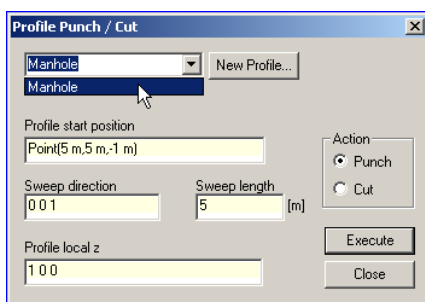 Profile Punch / Cut
Manhole
New Profile...
Manhole
Profile start position
Point(5 m,5 m,-1 m)
Action
Punch
Cut
Sweep direction
Sweep length
0 0 1
5
[m]
Profile local z
1 0 0
Execute
Close